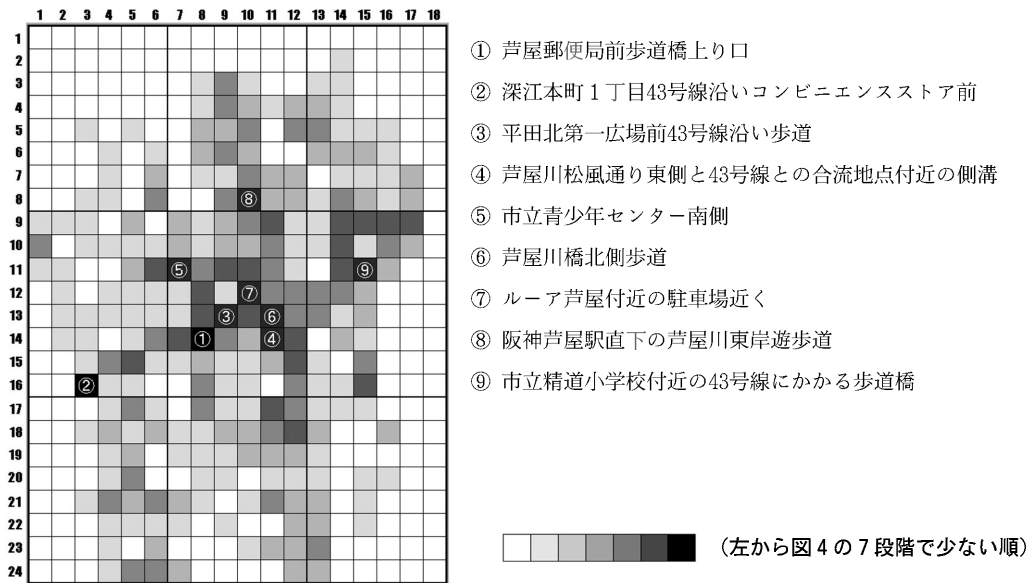 1 2 3 4 5 6 7 8 9 10 11 12 13 14 15 16 17 18
1
2
3
4
5
6
7
8 ⑧
9
10
11 ⑤ ⑨
12 ⑦
13 ③ ⑥
14 ① ④
15
16 ②
17
18
19
20
21
22
23
24
① 芦屋郵便局前歩道橋上り口
② 深江本町1丁目43号線沿いコンビニエンスストア前
③ 平田北第一広場前43号線沿い歩道
④ 芦屋川松風通り東側と43号線との合流地点付近の側溝
⑤ 市立青少年センター南側
⑥ 芦屋川橋北側歩道
⑦ ルーア芦屋付近の駐車場近く
⑧ 阪神芦屋駅直下の芦屋川東岸遊歩道
⑨ 市立精道小学校付近の43号線にかかる歩道橋
（左から図4の7段階で少ない順）